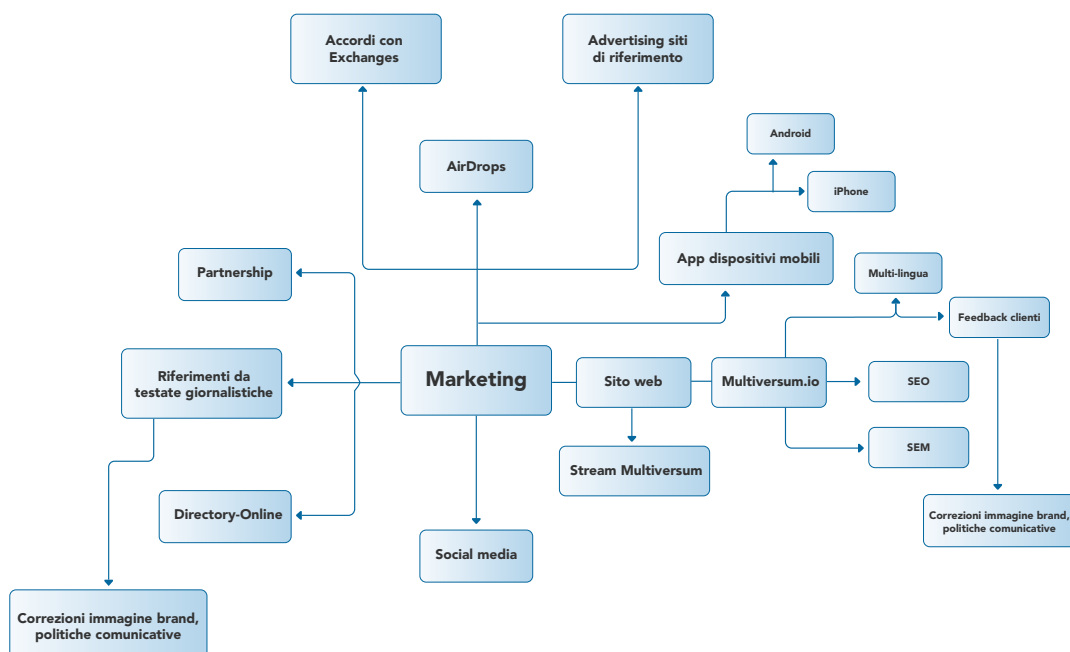 Accordi con
Exchanges
Advertising siti
di riferimento
Android
AirDrops
iPhone
App dispositivi mobili
Partnership
Multi-lingua
Feedback clienti
Riferimenti da
testate giornalistiche
Marketing
Sito web
Multiversum.io
SEO
SEM
Stream Multiversum
Directory-Online
Social media
Correzioni immagine brand,
politiche comunicative
Correzioni immagine brand,
politiche comunicative